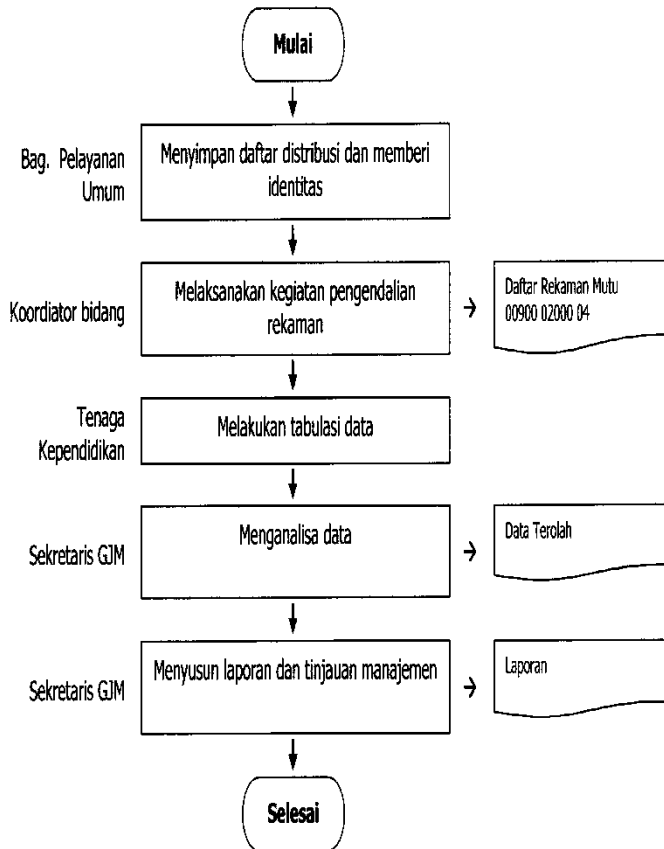 Mulai
Bag. Pelayanan
Umum
Menyimpan daftar distribusi dan memberi
identitas
Koordiator bidang
Melaksanakan kegiatan pengendalian
rekaman
Daftar Rekaman Mutu
00900 02000 04
Tenaga
Kependidikan
Melakukan tabulasi data
Sekretaris GJM
Menganalisa data
Data Terolah
Sekretaris GJM
Menyusun laporan dan tinjauan manajemen
Laporan
Selesai